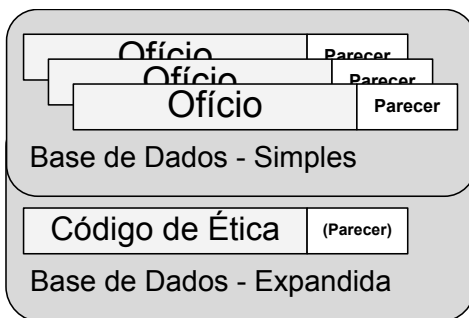 Ofício Parecer
Ofício Parecer
Ofício Parecer
Base de Dados - Simples
Código de Ética (Parecer)
Base de Dados - Expandida